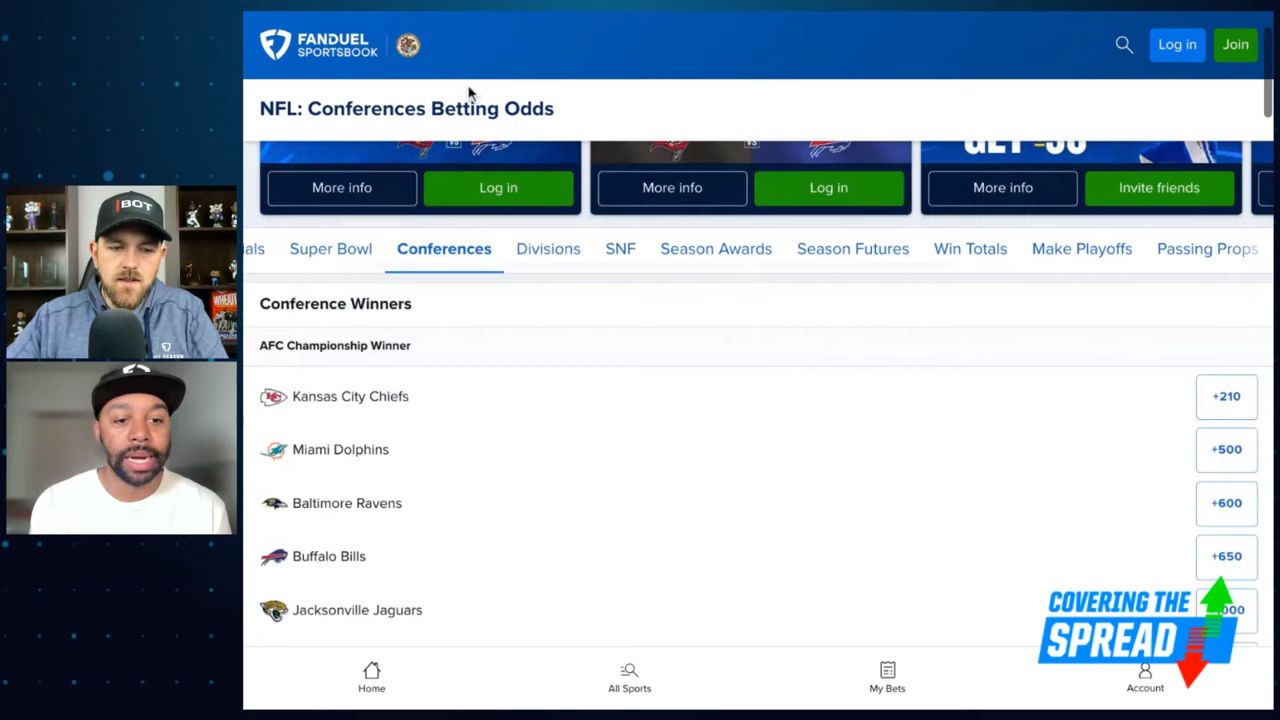 FANDUEL
SPORTSBOOK
Log in
Join
NFL: Conferences Betting Odds
VS
VS
More info
Log in
More info
Log in
More info
Invite friends
Super Bowl
Conferences
Divisions
SNF
Season Awards
Season Futures
Win Totals
Make Playoffs
Passing Props
Conference Winners
AFC Championship Winner
Kansas City Chiefs
+210
Miami Dolphins
+500
Baltimore Ravens
+600
Buffalo Bills
+650
Jacksonville Jaguars
COVERING THE
SPREAD
Home
All Sports
My Bets
Account
BOT